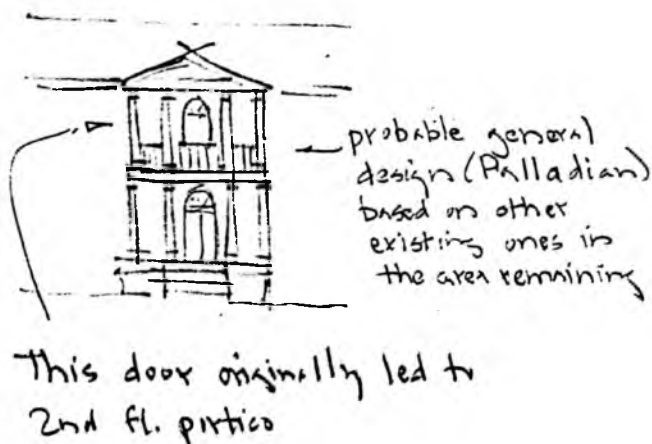 probable general
design (Palladian)
based on other
existing ones in
the area remaining
This door originally led to
2nd fl. portico